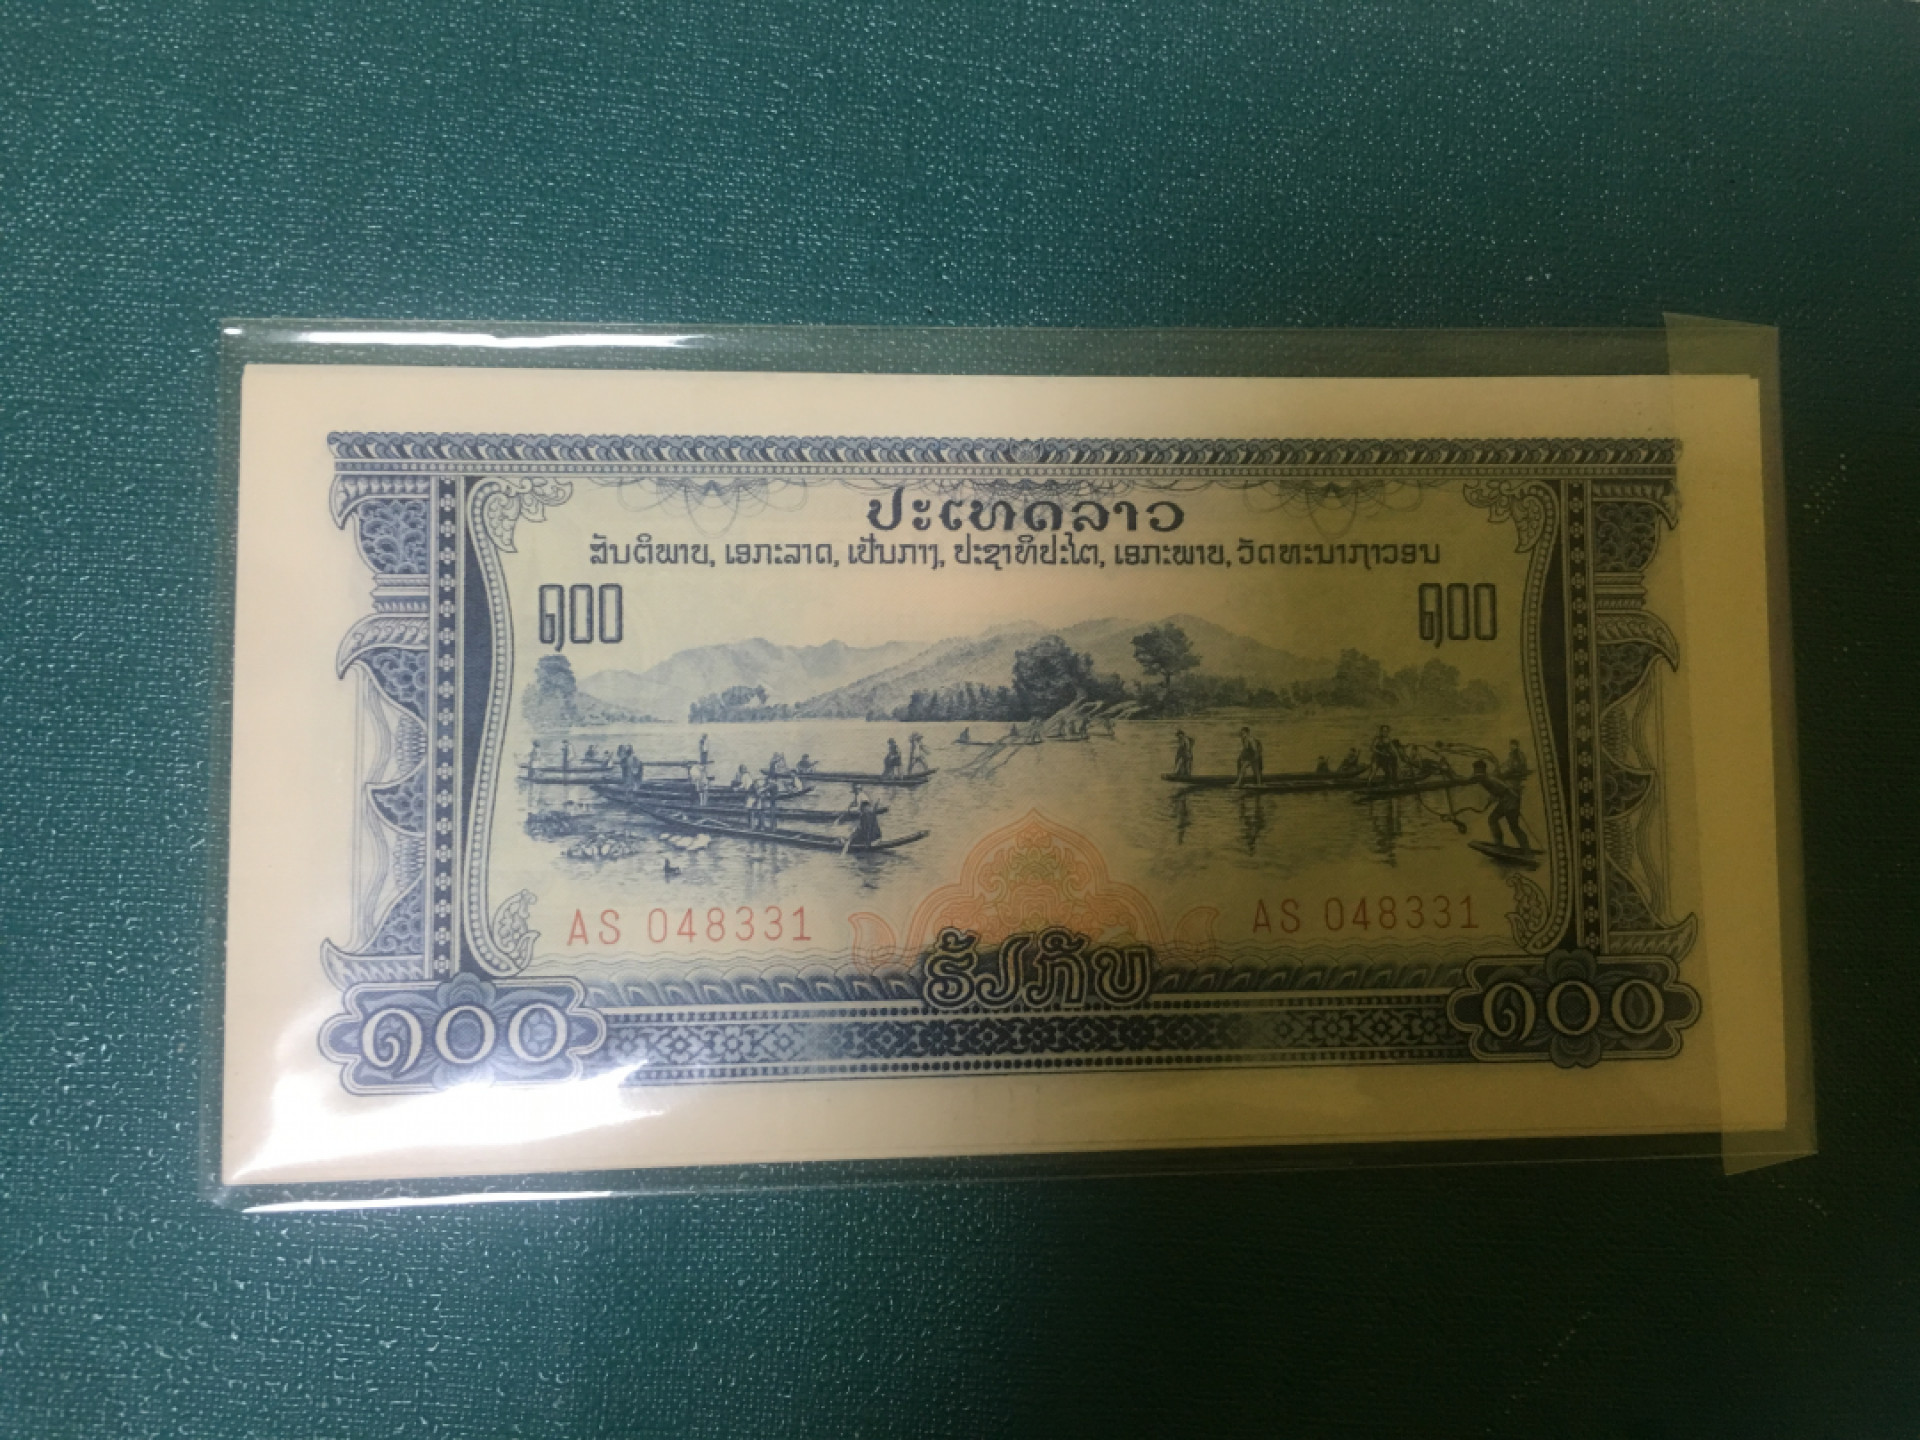 ປະເທດລາວ
ສັນຕິພາບ, ເອກະລາດ, ເປັນກາງ, ປະຊາທິປະໄຕ, ເອກະພາບ, ວັດທະນາຖາວອນ
໑໐໐ ໑໐໐
AS 048331 AS 048331
ຮ້ອຍກີບ
໑໐໐ ໑໐໐